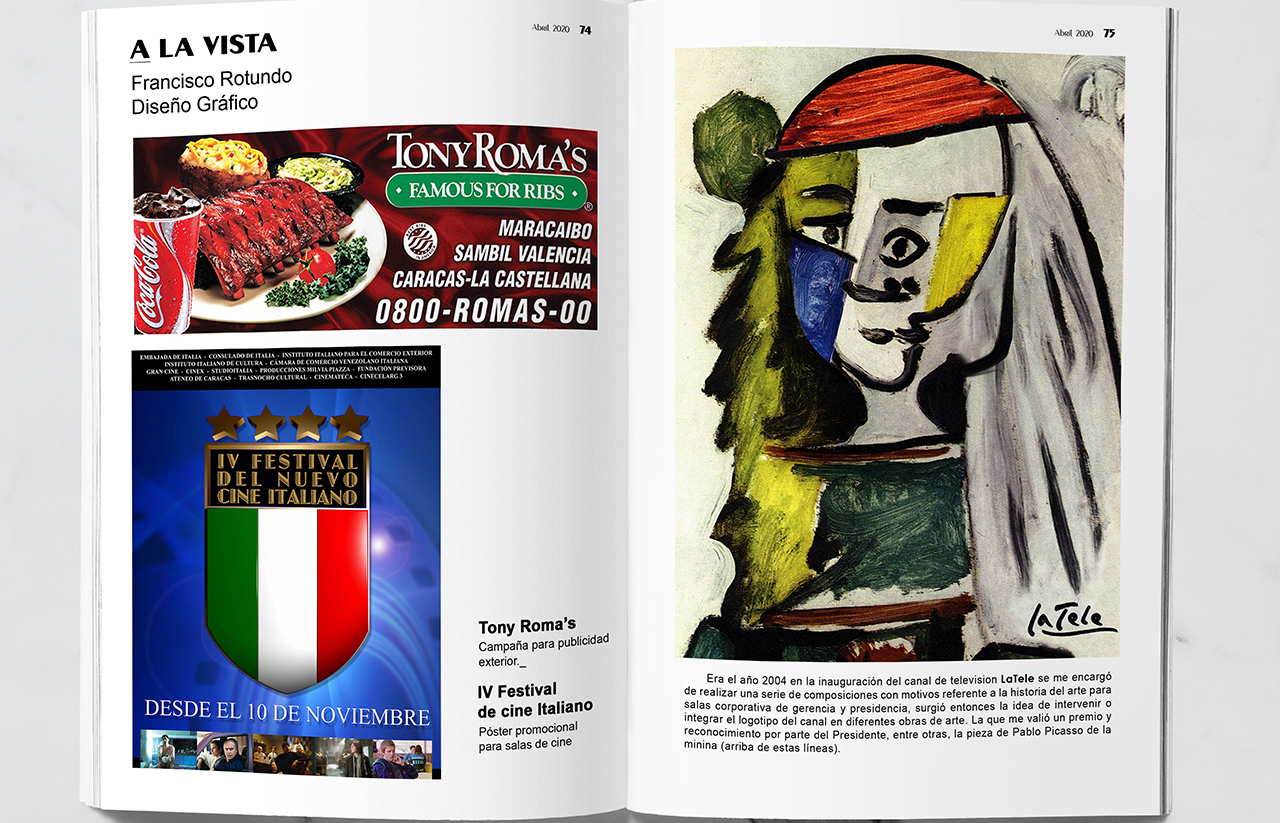 A LA VISTA
Francisco Rotundo
Diseño Gráfico
Abril 2020 74
TONY ROMA'S
FAMOUS FOR RIBS
®
MARACAIBO
SAMBIL VALENCIA
CARACAS-LA CASTELLANA
0800-ROMAS-00
Coca-Cola
EMBAJADA DE ITALIA - CONSULADO DE ITALIA - INSTITUTO ITALIANO PARA EL COMERCIO EXTERIOR
INSTITUTO ITALIANO DE CULTURA - CÁMARA DE COMERCIO VENEZOLANO ITALIANA
GRAN CINE - CINEX - STUDIOITALIA - PRODUCCIONES MILVIA PIAZZA - FUNDACIÓN PREVISORA
ATENEO DE CARACAS - TRASNOCHO CULTURAL - CINEMATECA - CINECELARG 3
IV FESTIVAL
DEL NUEVO
CINE ITALIANO
DESDE EL 10 DE NOVIEMBRE
Tony Roma's
Campaña para publicidad
exterior._
IV Festival
de cine Italiano
Póster promocional
para salas de cine
Abril 2020 75
laTele
Era el año 2004 en la inauguración del canal de television LaTele se me encargó
de realizar una serie de composiciones con motivos referente a la historia del arte para
salas corporativa de gerencia y presidencia, surgió entonces la idea de intervenir o
integrar el logotipo del canal en diferentes obras de arte. La que me valió un premio y
reconocimiento por parte del Presidente, entre otras, la pieza de Pablo Picasso de la
minina (arriba de estas líneas).